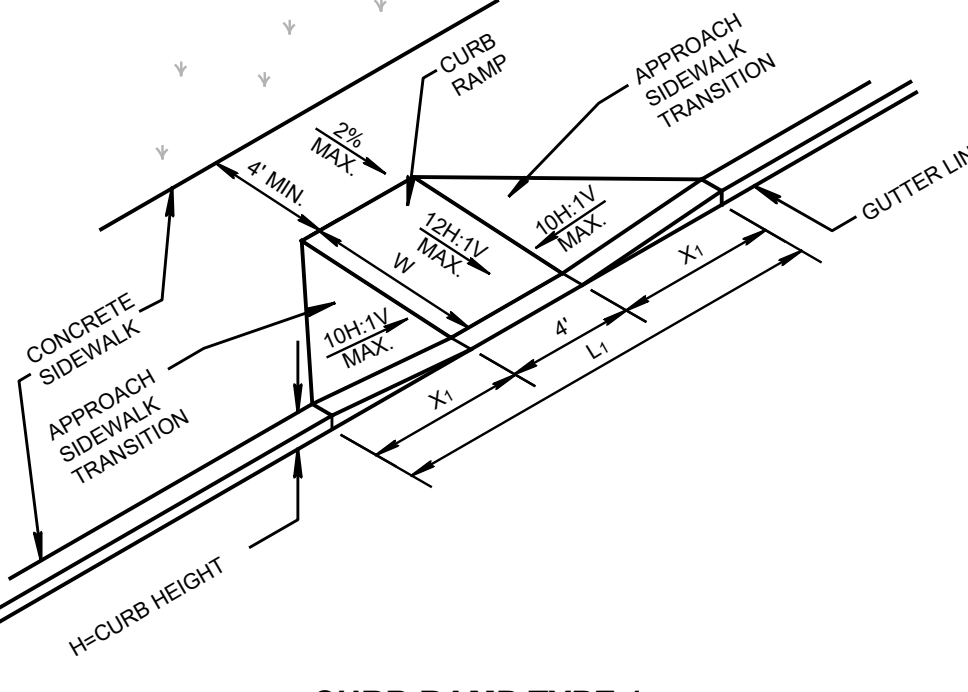 CURB
RAMP
APPROACH
SIDEWALK
TRANSITION
2%
MAX.
4' MIN.
12H:1V
MAX.
10H:1V
MAX.
W
GUTTER LIN
X1
4'
L1
X1
10H:1V
MAX.
CONCRETE
SIDEWALK
APPROACH
SIDEWALK
TRANSITION
H=CURB HEIGHT